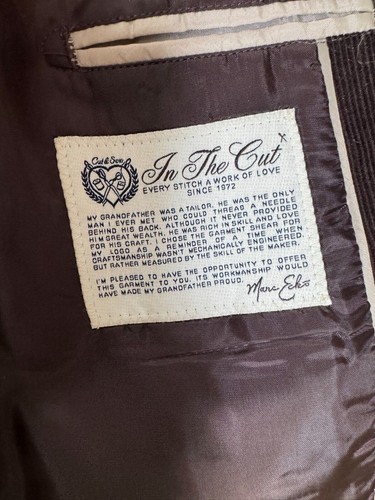 Cut & Sew
In The Cut
EVERY STITCH A WORK OF LOVE
SINCE 1972
MY GRANDFATHER WAS A TAILOR. HE WAS THE ONLY
MAN I EVER MET WHO COULD THREAD A NEEDLE
BEHIND HIS BACK. ALTHOUGH IT NEVER PROVIDED
HIM GREAT WEALTH, HE WAS RICH IN SKILL AND LOVE
FOR HIS CRAFT. I CHOSE THE GARMENT SHEAR FOR
MY LOGO AS A REMINDER OF A TIME WHEN
CRAFTSMANSHIP WASN'T MECHANICALLY ENGINEERED,
BUT RATHER MEASURED BY THE SKILL OF THE MAKER.
I'M PLEASED TO HAVE THE OPPORTUNITY TO OFFER
THIS GARMENT TO YOU. ITS WORKMANSHIP WOULD
HAVE MADE MY GRANDFATHER PROUD.
Marc Ecko